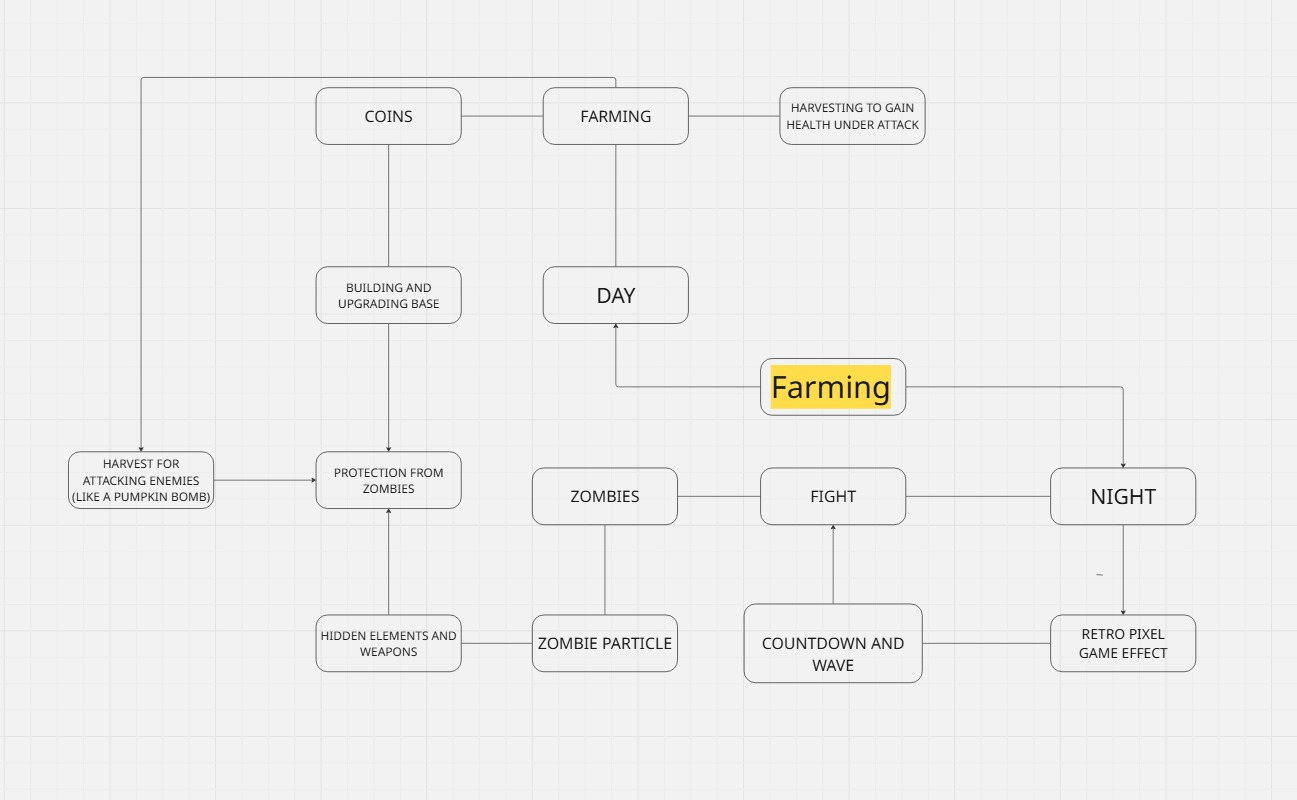 COINS
FARMING
HARVESTING TO GAIN
HEALTH UNDER ATTACK
BUILDING AND
UPGRADING BASE
DAY
Farming
HARVEST FOR
ATTACKING ENEMIES
(LIKE A PUMPKIN BOMB)
PROTECTION FROM
ZOMBIES
ZOMBIES
FIGHT
NIGHT
HIDDEN ELEMENTS AND
WEAPONS
ZOMBIE PARTICLE
COUNTDOWN AND
WAVE
RETRO PIXEL
GAME EFFECT